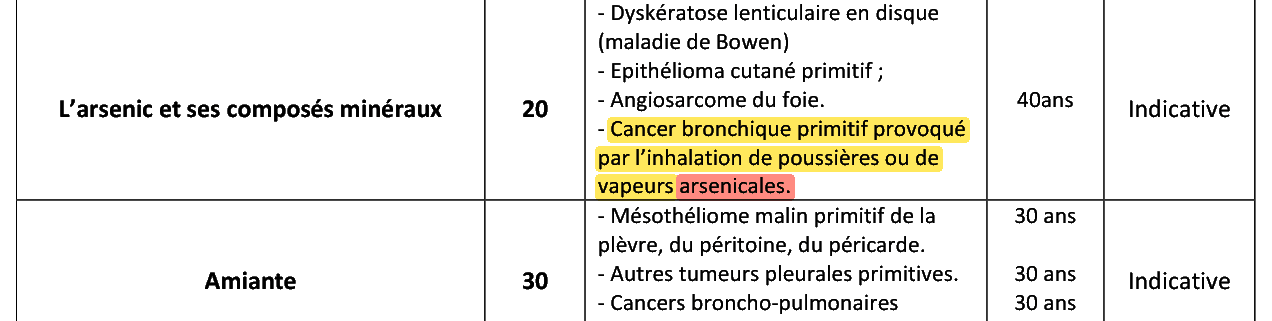 - Dyskératose lenticulaire en disque
(maladie de Bowen)
- Epithélioma cutané primitif ;
- Angiosarcome du foie.
- Cancer bronchique primitif provoqué
par l’inhalation de poussières ou de
vapeurs arsenicales.
L’arsenic et ses composés minéraux
20
40ans
Indicative
Amiante
30
- Mésothéliome malin primitif de la
plèvre, du péritoine, du péricarde.
- Autres tumeurs pleurales primitives.
- Cancers broncho-pulmonaires
30 ans
30 ans
30 ans
Indicative